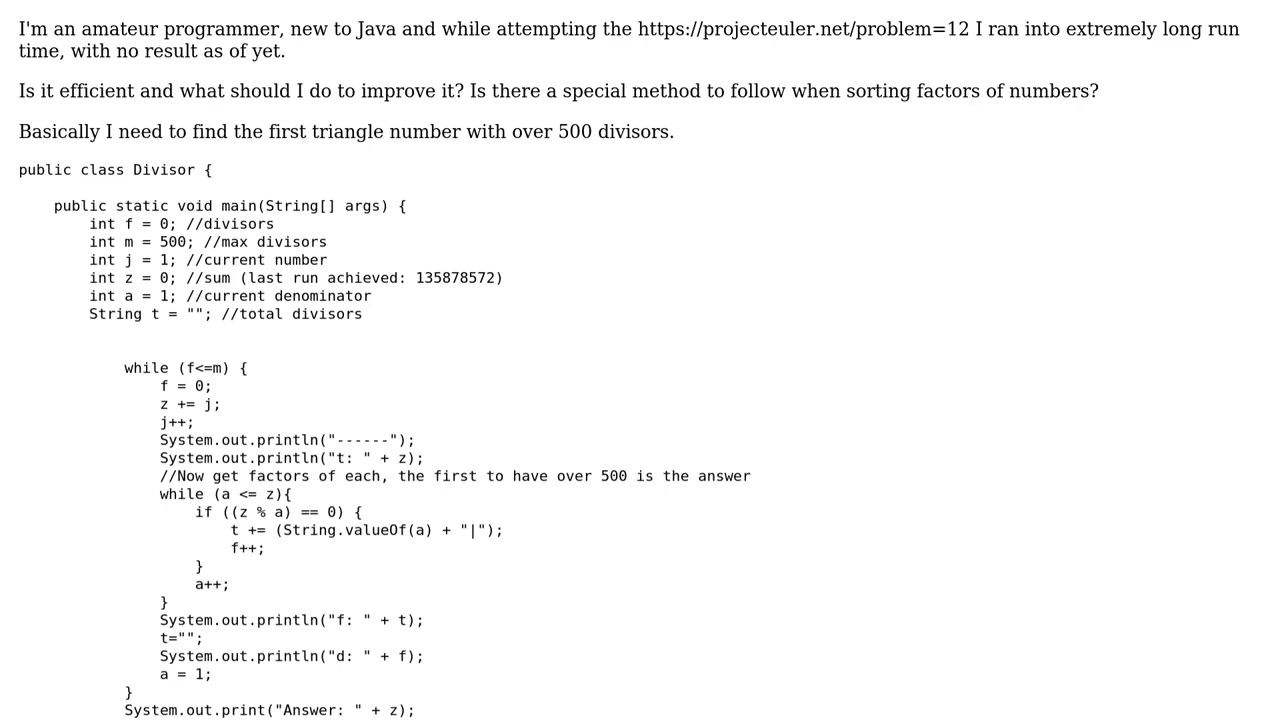 I'm an amateur programmer, new to Java and while attempting the https://projecteuler.net/problem=12 I ran into extremely long run
time, with no result as of yet.
Is it efficient and what should I do to improve it? Is there a special method to follow when sorting factors of numbers?
Basically I need to find the first triangle number with over 500 divisors.
public class Divisor {
    public static void main(String[] args) {
        int f = 0; //divisors
        int m = 500; //max divisors
        int j = 1; //current number
        int z = 0; //sum (last run achieved: 135878572)
        int a = 1; //current denominator
        String t = ""; //total divisors
            while (f<=m) {
                f = 0;
                z += j;
                j++;
                System.out.println("------");
                System.out.println("t: " + z);
                //Now get factors of each, the first to have over 500 is the answer
                while (a <= z){
                    if ((z % a) == 0) {
                        t += (String.valueOf(a) + "|");
                        f++;
                    }
                    a++;
                }
                System.out.println("f: " + t);
                t="";
                System.out.println("d: " + f);
                a = 1;
            }
            System.out.print("Answer: " + z);